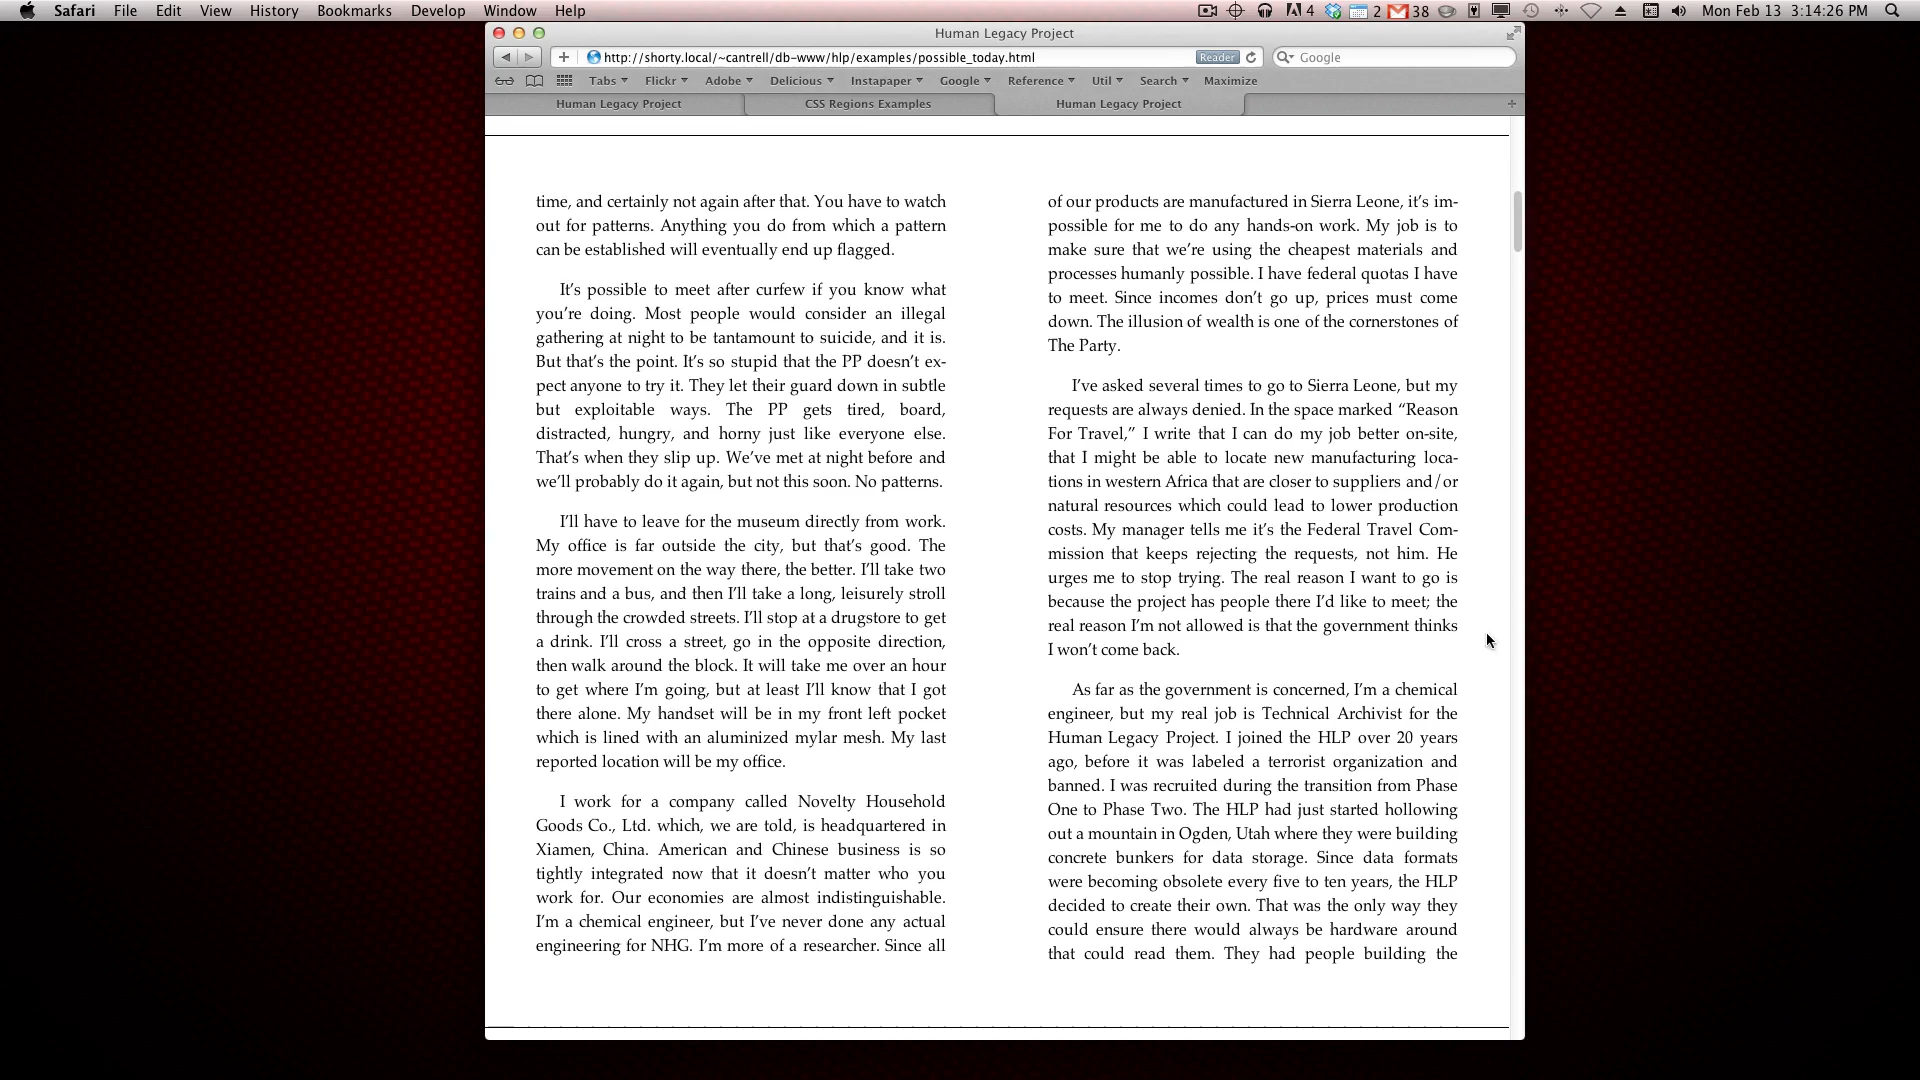 Safari File Edit View History Bookmarks Develop Window Help 4 2 38 Mon Feb 13 3:14:26 PM
Human Legacy Project
http://shorty.local/~cantrell/db-www/hlp/examples/possible_today.html Reader Google
Tabs Flickr Adobe Delicious Instapaper Google Reference Util Search Maximize
Human Legacy Project CSS Regions Examples Human Legacy Project
time, and certainly not again after that. You have to watch
out for patterns. Anything you do from which a pattern
can be established will eventually end up flagged.
It’s possible to meet after curfew if you know what
you’re doing. Most people would consider an illegal
gathering at night to be tantamount to suicide, and it is.
But that’s the point. It’s so stupid that the PP doesn’t ex-
pect anyone to try it. They let their guard down in subtle
but exploitable ways. The PP gets tired, board,
distracted, hungry, and horny just like everyone else.
That’s when they slip up. We’ve met at night before and
we’ll probably do it again, but not this soon. No patterns.
I’ll have to leave for the museum directly from work.
My office is far outside the city, but that’s good. The
more movement on the way there, the better. I’ll take two
trains and a bus, and then I’ll take a long, leisurely stroll
through the crowded streets. I’ll stop at a drugstore to get
a drink. I’ll cross a street, go in the opposite direction,
then walk around the block. It will take me over an hour
to get where I’m going, but at least I’ll know that I got
there alone. My handset will be in my front left pocket
which is lined with an aluminized mylar mesh. My last
reported location will be my office.
I work for a company called Novelty Household
Goods Co., Ltd. which, we are told, is headquartered in
Xiamen, China. American and Chinese business is so
tightly integrated now that it doesn’t matter who you
work for. Our economies are almost indistinguishable.
I’m a chemical engineer, but I’ve never done any actual
engineering for NHG. I’m more of a researcher. Since all
of our products are manufactured in Sierra Leone, it’s im-
possible for me to do any hands-on work. My job is to
make sure that we’re using the cheapest materials and
processes humanly possible. I have federal quotas I have
to meet. Since incomes don’t go up, prices must come
down. The illusion of wealth is one of the cornerstones of
The Party.
I’ve asked several times to go to Sierra Leone, but my
requests are always denied. In the space marked “Reason
For Travel,” I write that I can do my job better on-site,
that I might be able to locate new manufacturing loca-
tions in western Africa that are closer to suppliers and/or
natural resources which could lead to lower production
costs. My manager tells me it’s the Federal Travel Com-
mission that keeps rejecting the requests, not him. He
urges me to stop trying. The real reason I want to go is
because the project has people there I’d like to meet; the
real reason I’m not allowed is that the government thinks
I won’t come back.
As far as the government is concerned, I’m a chemical
engineer, but my real job is Technical Archivist for the
Human Legacy Project. I joined the HLP over 20 years
ago, before it was labeled a terrorist organization and
banned. I was recruited during the transition from Phase
One to Phase Two. The HLP had just started hollowing
out a mountain in Ogden, Utah where they were building
concrete bunkers for data storage. Since data formats
were becoming obsolete every five to ten years, the HLP
decided to create their own. That was the only way they
could ensure there would always be hardware around
that could read them. They had people building the